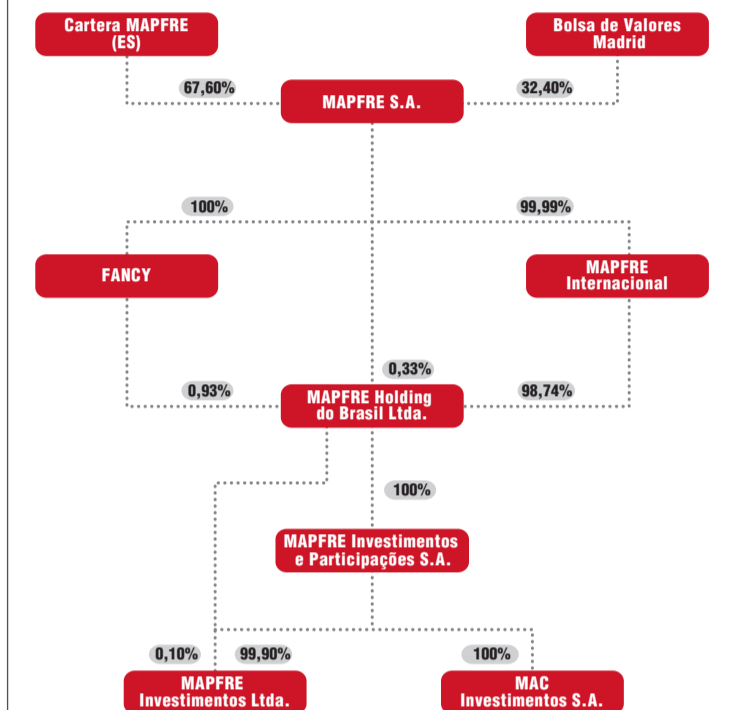 Cartera MAPFRE
(ES)
Bolsa de Valores
Madrid
67,60%
32,40%
MAPFRE S.A.
100%
99,99%
FANCY
MAPFRE
Internacional
0,33%
0,93%
98,74%
MAPFRE Holding
do Brasil Ltda.
100%
MAPFRE Investimentos
e Participações S.A.
0,10%
99,90%
100%
MAPFRE
Investimentos Ltda.
MAC
Investimentos S.A.